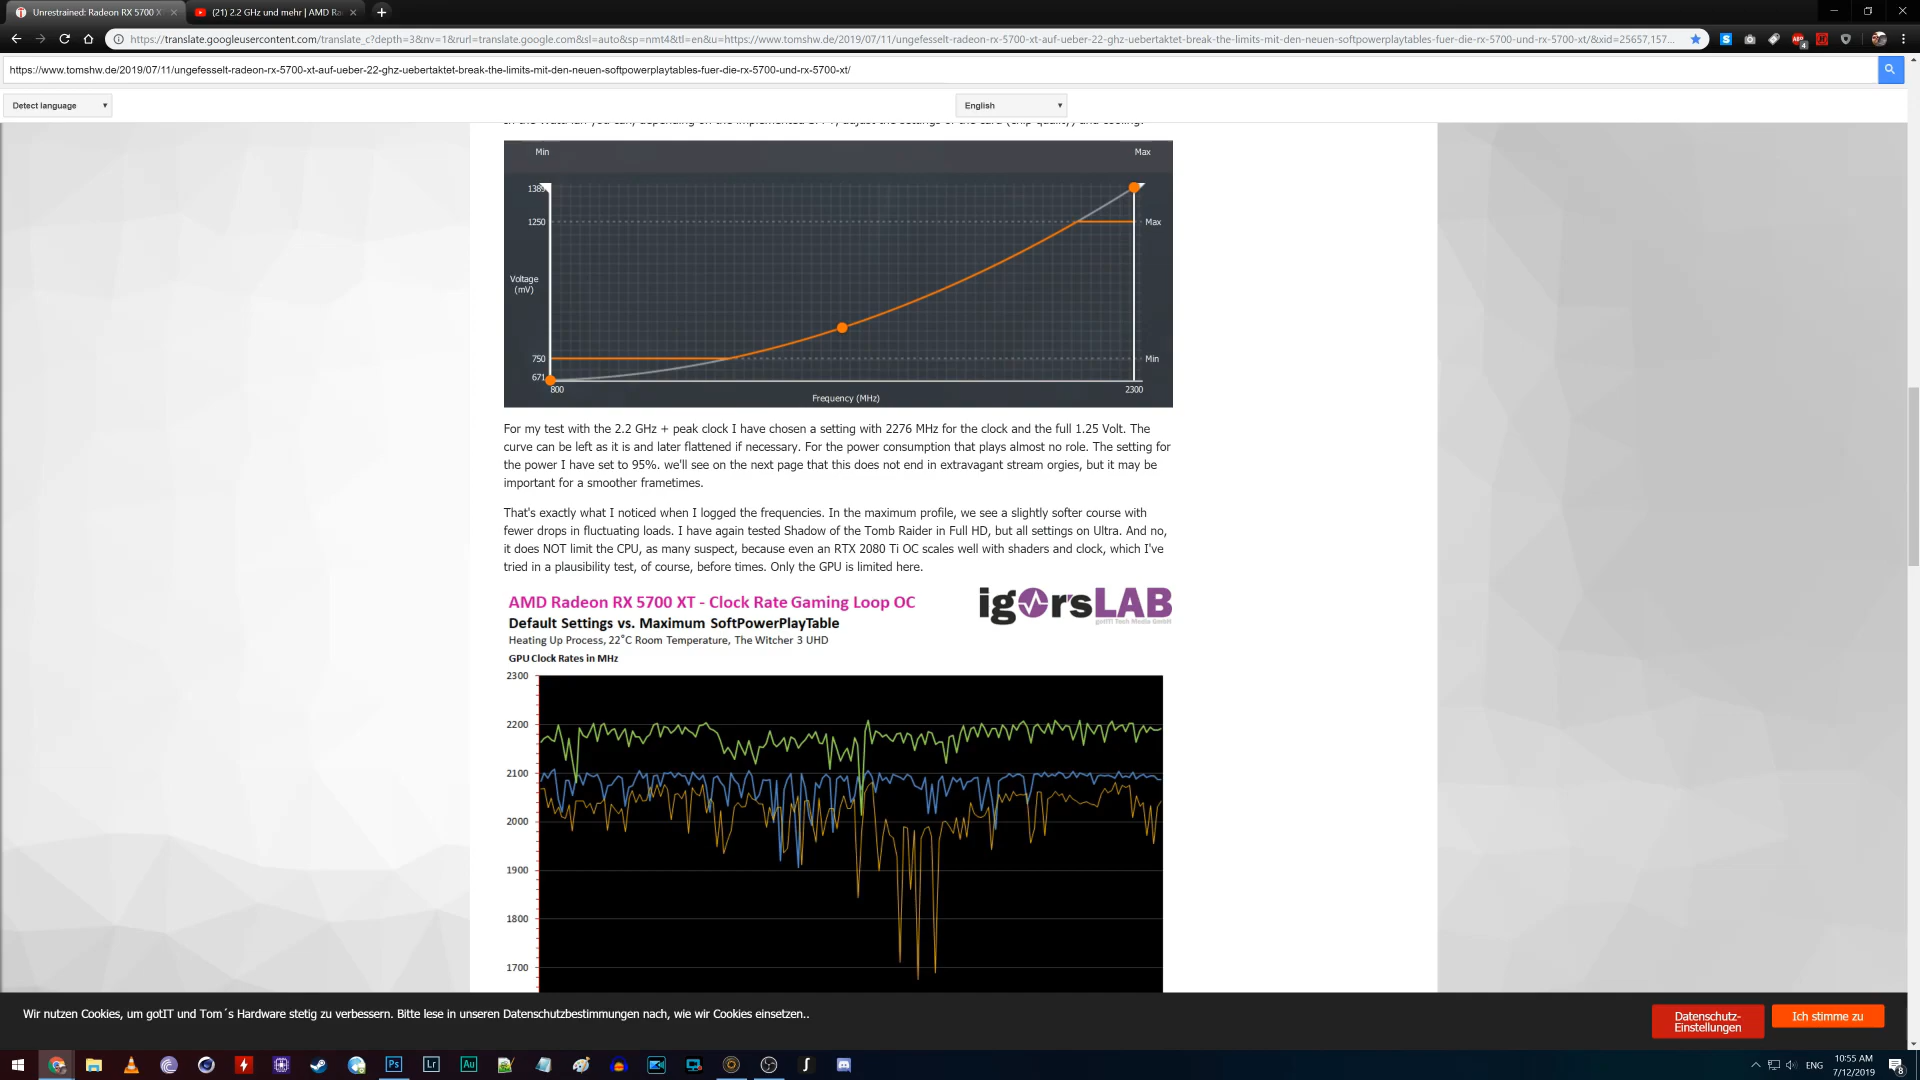 Unrestrained: Radeon RX 5700 X
(21) 2.2 GHz und mehr | AMD Ra
https://translate.googleusercontent.com/translate_c?depth=3&nv=1&rurl=translate.google.com&sl=auto&sp=nmt4&tl=en&u=https://www.tomshw.de/2019/07/11/ungefesselt-radeon-rx-5700-xt-auf-ueber-22-ghz-uebertaktet-break-the-limits-mit-den-neuen-softpowerplaytables-fuer-die-rx-5700-und-rx-5700-xt/&xid=25657,157...
https://www.tomshw.de/2019/07/11/ungefesselt-radeon-rx-5700-xt-auf-ueber-22-ghz-uebertaktet-break-the-limits-mit-den-neuen-softpowerplaytables-fuer-die-rx-5700-und-rx-5700-xt/
Detect language
English
Min
Max
1389
1250
Max
Voltage
(mV)
750
Min
671
800
2300
Frequency (MHz)
For my test with the 2.2 GHz + peak clock I have chosen a setting with 2276 MHz for the clock and the full 1.25 Volt. The
curve can be left as it is and later flattened if necessary. For the power consumption that plays almost no role. The setting for
the power I have set to 95%. we'll see on the next page that this does not end in extravagant stream orgies, but it may be
important for a smoother frametimes.
That's exactly what I noticed when I logged the frequencies. In the maximum profile, we see a slightly softer course with
fewer drops in fluctuating loads. I have again tested Shadow of the Tomb Raider in Full HD, but all settings on Ultra. And no,
it does NOT limit the CPU, as many suspect, because even an RTX 2080 Ti OC scales well with shaders and clock, which I've
tried in a plausibility test, of course, before times. Only the GPU is limited here.
AMD Radeon RX 5700 XT - Clock Rate Gaming Loop OC
igorsLAB
Default Settings vs. Maximum SoftPowerPlayTable
Heating Up Process, 22°C Room Temperature, The Witcher 3 UHD
GPU Clock Rates in MHz
2300
2200
2100
2000
1900
1800
1700
Wir nutzen Cookies, um gotIT und Tom´s Hardware stetig zu verbessern. Bitte lese in unseren Datenschutzbestimmungen nach, wie wir Cookies einsetzen..
Datenschutz-
Einstellungen
Ich stimme zu
Ps
Lr
Au
ENG
10:55 AM
7/12/2019
8